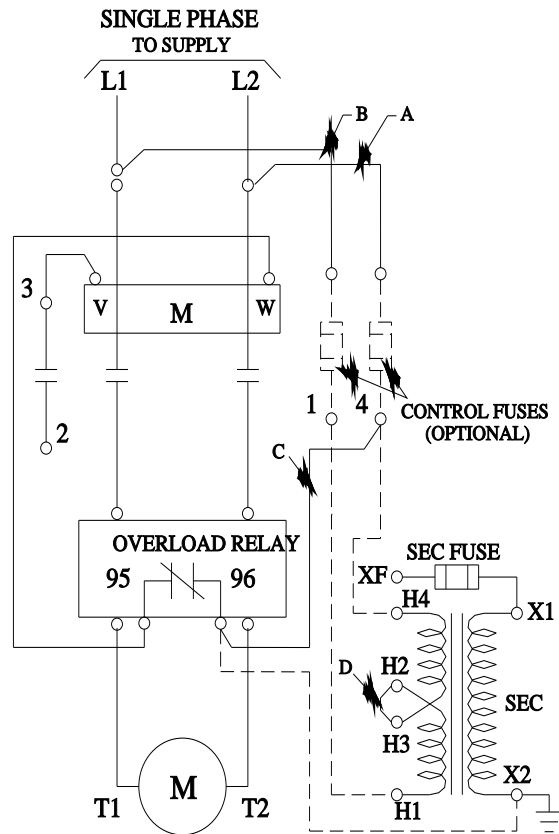 SINGLE PHASE
TO SUPPLY
L1
L2
B
A
3
V
M
W
2
1
4
CONTROL FUSES
(OPTIONAL)
C
OVERLOAD RELAY
95
96
SEC FUSE
XF
H4
X1
D
H2
SEC
H3
X2
H1
T1
M
T2